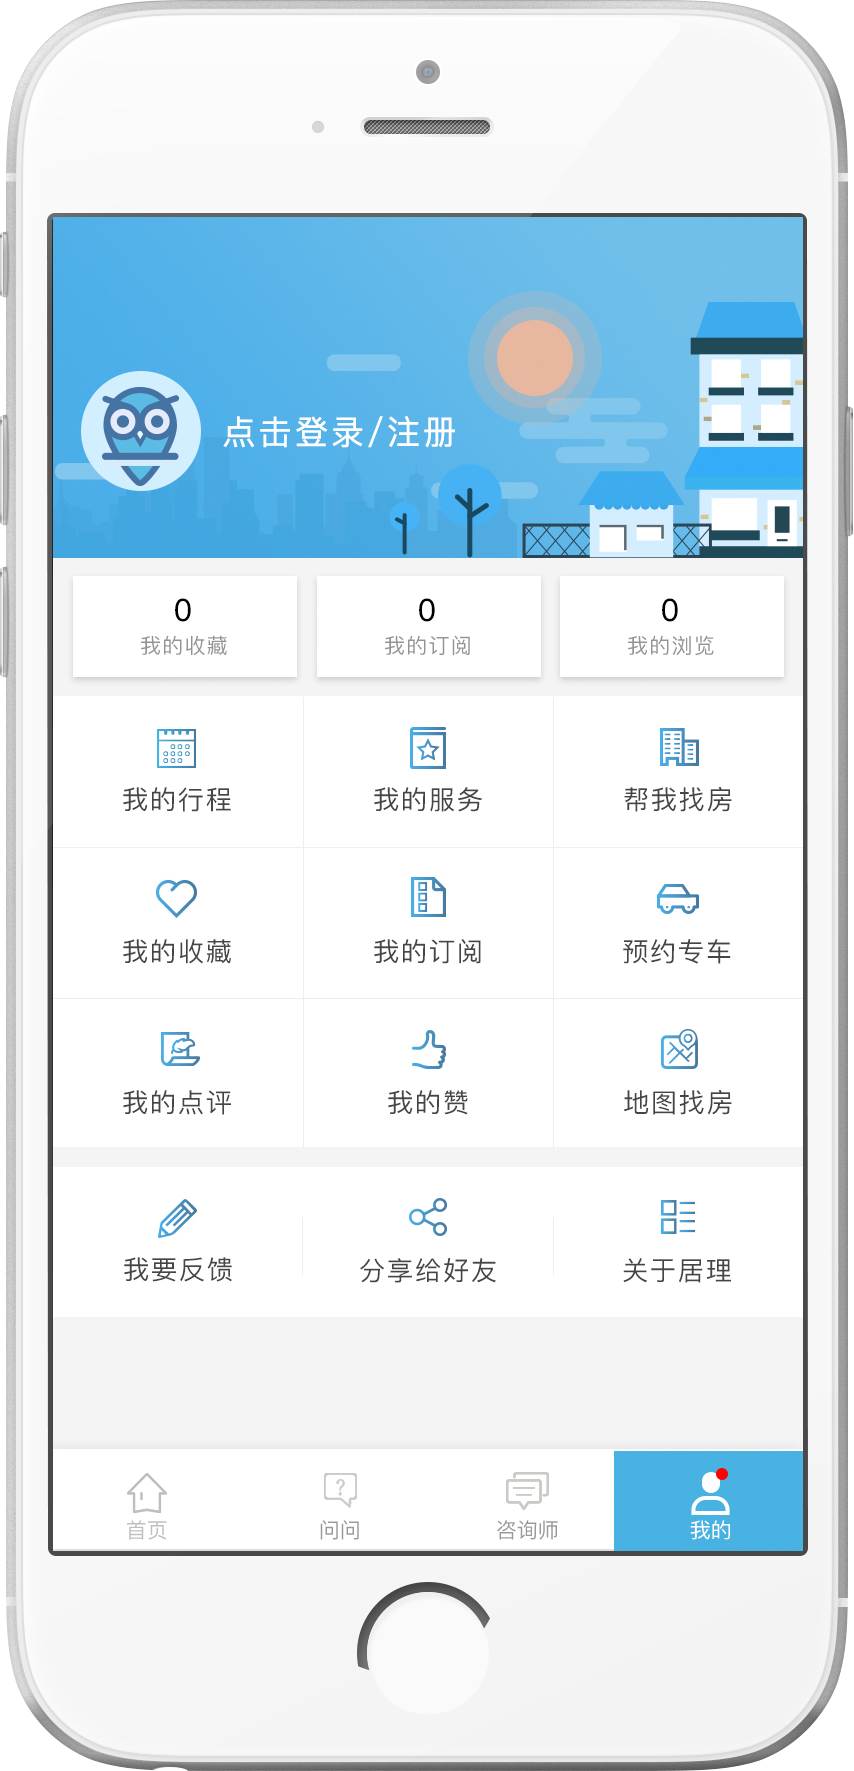 点击登录/注册
0 0 0
我的收藏 我的订阅 我的浏览
我的行程 我的服务 帮我找房
我的收藏 我的订阅 预约专车
我的点评 我的赞 地图找房
我要反馈 分享给好友 关于居理
首页 问问 咨询师 我的